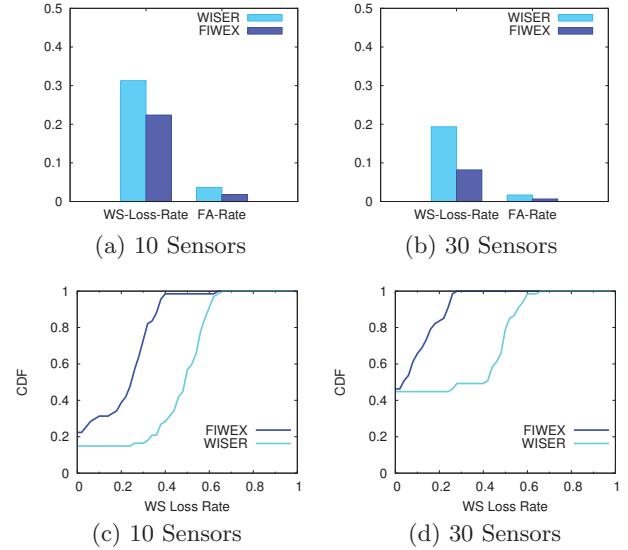 0.5
0.4
0.3
0.2
0.1
0
WISER
FIWEX
WS-Loss-Rate FA-Rate
(a) 10 Sensors
0.5
0.4
0.3
0.2
0.1
0
WISER
FIWEX
WS-Loss-Rate FA-Rate
(b) 30 Sensors
1
0.8
0.6
0.4
0.2
0
CDF
FIWEX
WISER
0 0.2 0.4 0.6 0.8 1
WS Loss Rate
(c) 10 Sensors
1
0.8
0.6
0.4
0.2
0
CDF
FIWEX
WISER
0 0.2 0.4 0.6 0.8 1
WS Loss Rate
(d) 30 Sensors